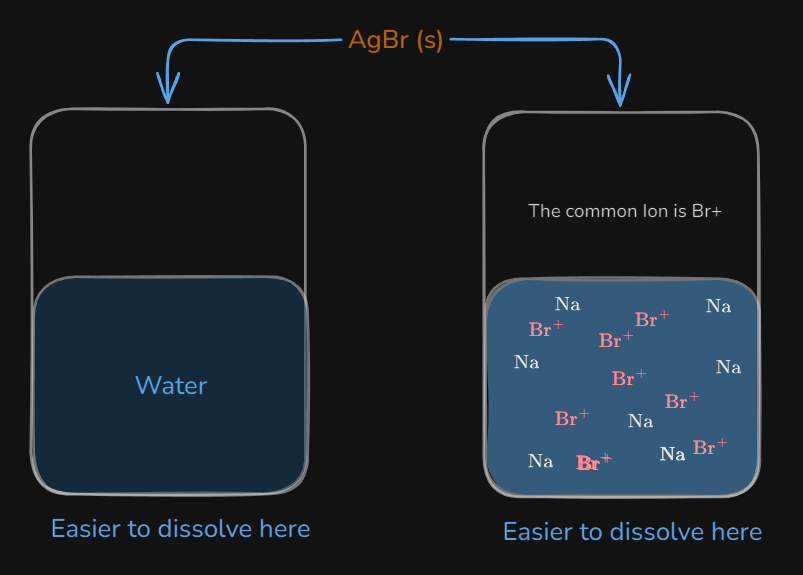 AgBr (s)
The common Ion is Br+
Na
Na
Br⁺
Br⁺
Br⁺
Na
Na
Br⁺
Br⁺
Br⁺
Na
Water
Br⁺
Na
Na
Br⁺
Br⁺
Easier to dissolve here
Easier to dissolve here